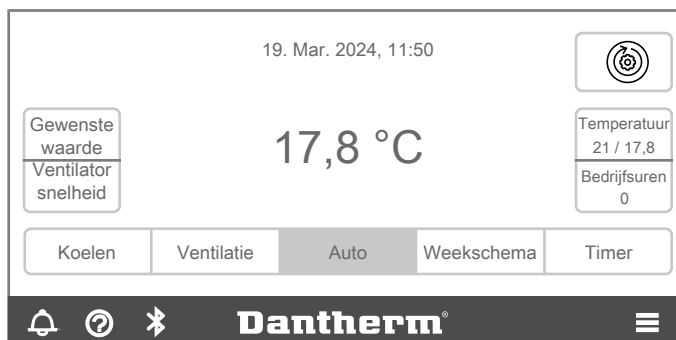 19. Mar. 2024, 11:50
Gewenste
waarde
Ventilator
snelheid
17,8 °C
Temperatuur
21 / 17,8
Bedrijfsuren
0
Koelen
Ventilatie
Auto
Weekschema
Timer
Dantherm®